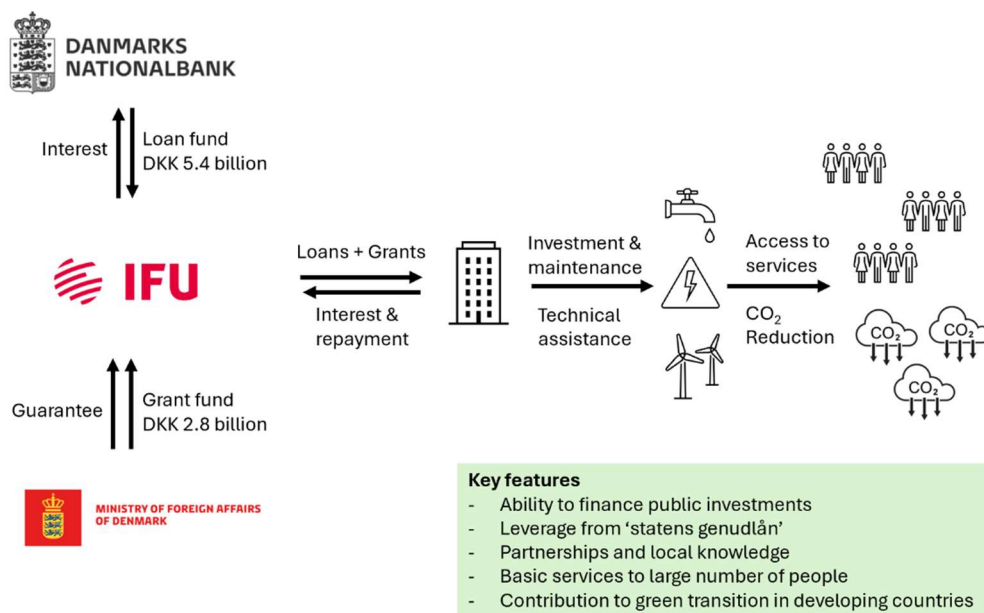 DANMARKS
NATIONALBANK
Interest
Loan fund
DKK 5.4 billion
IFU
Loans + Grants
Interest &
repayment
Investment &
maintenance
Technical
assistance
Access to
services
CO₂
Reduction
CO₂
CO₂
CO₂
Guarantee
Grant fund
DKK 2.8 billion
MINISTRY OF FOREIGN AFFAIRS
OF DENMARK
Key features
- Ability to finance public investments
- Leverage from ‘statens genudlån’
- Partnerships and local knowledge
- Basic services to large number of people
- Contribution to green transition in developing countries